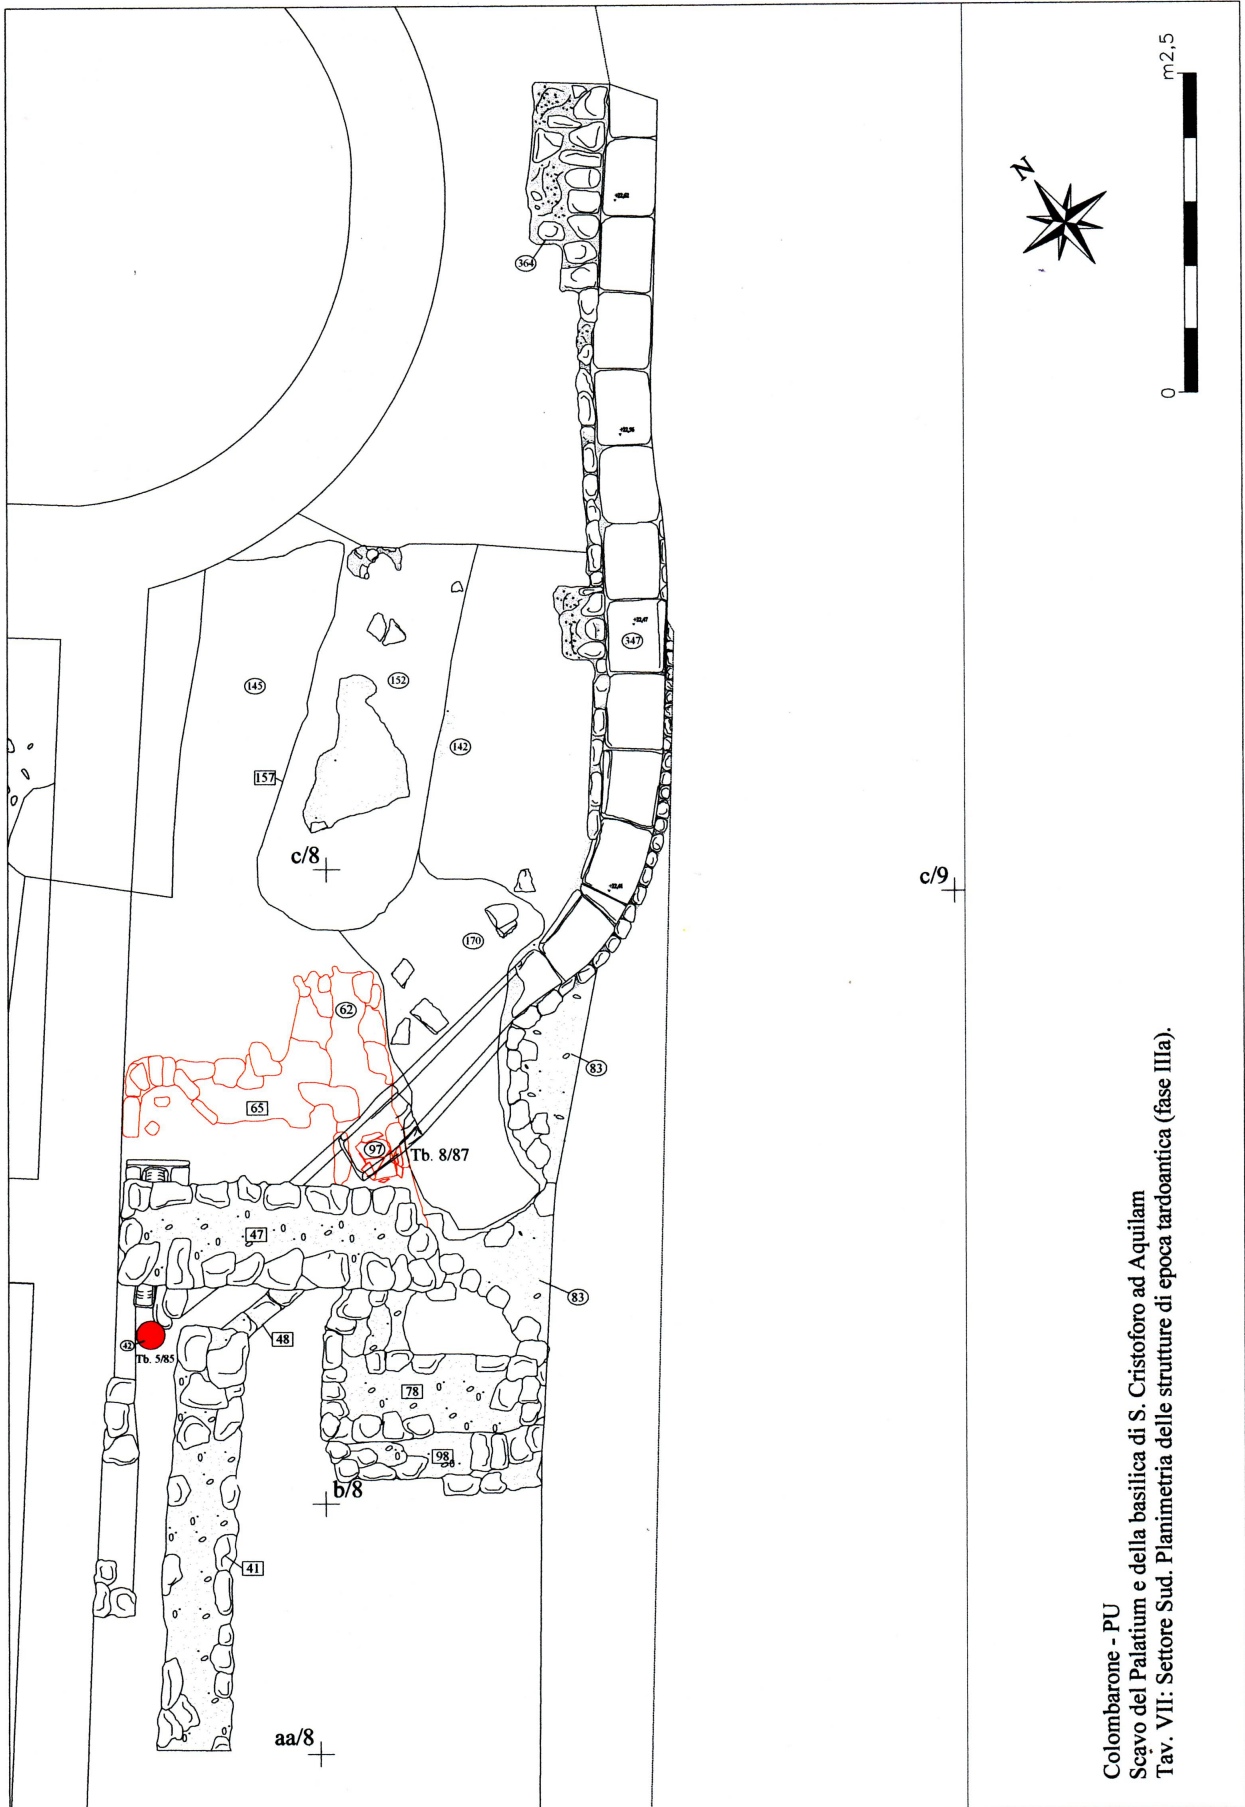 m2,5
0
N
364
347
145
152
142
157
c/8
c/9
170
62
83
65
97
Tb. 8/87
47
83
48
42
Tb. 5/85
78
98
b/8
41
aa/8
Colombarone - PU
Scavo del Palatium e della basilica di S. Cristoforo ad Aquilam
Tav. VII: Settore Sud. Planimetria delle strutture di epoca tardoantica (fase IIIa).